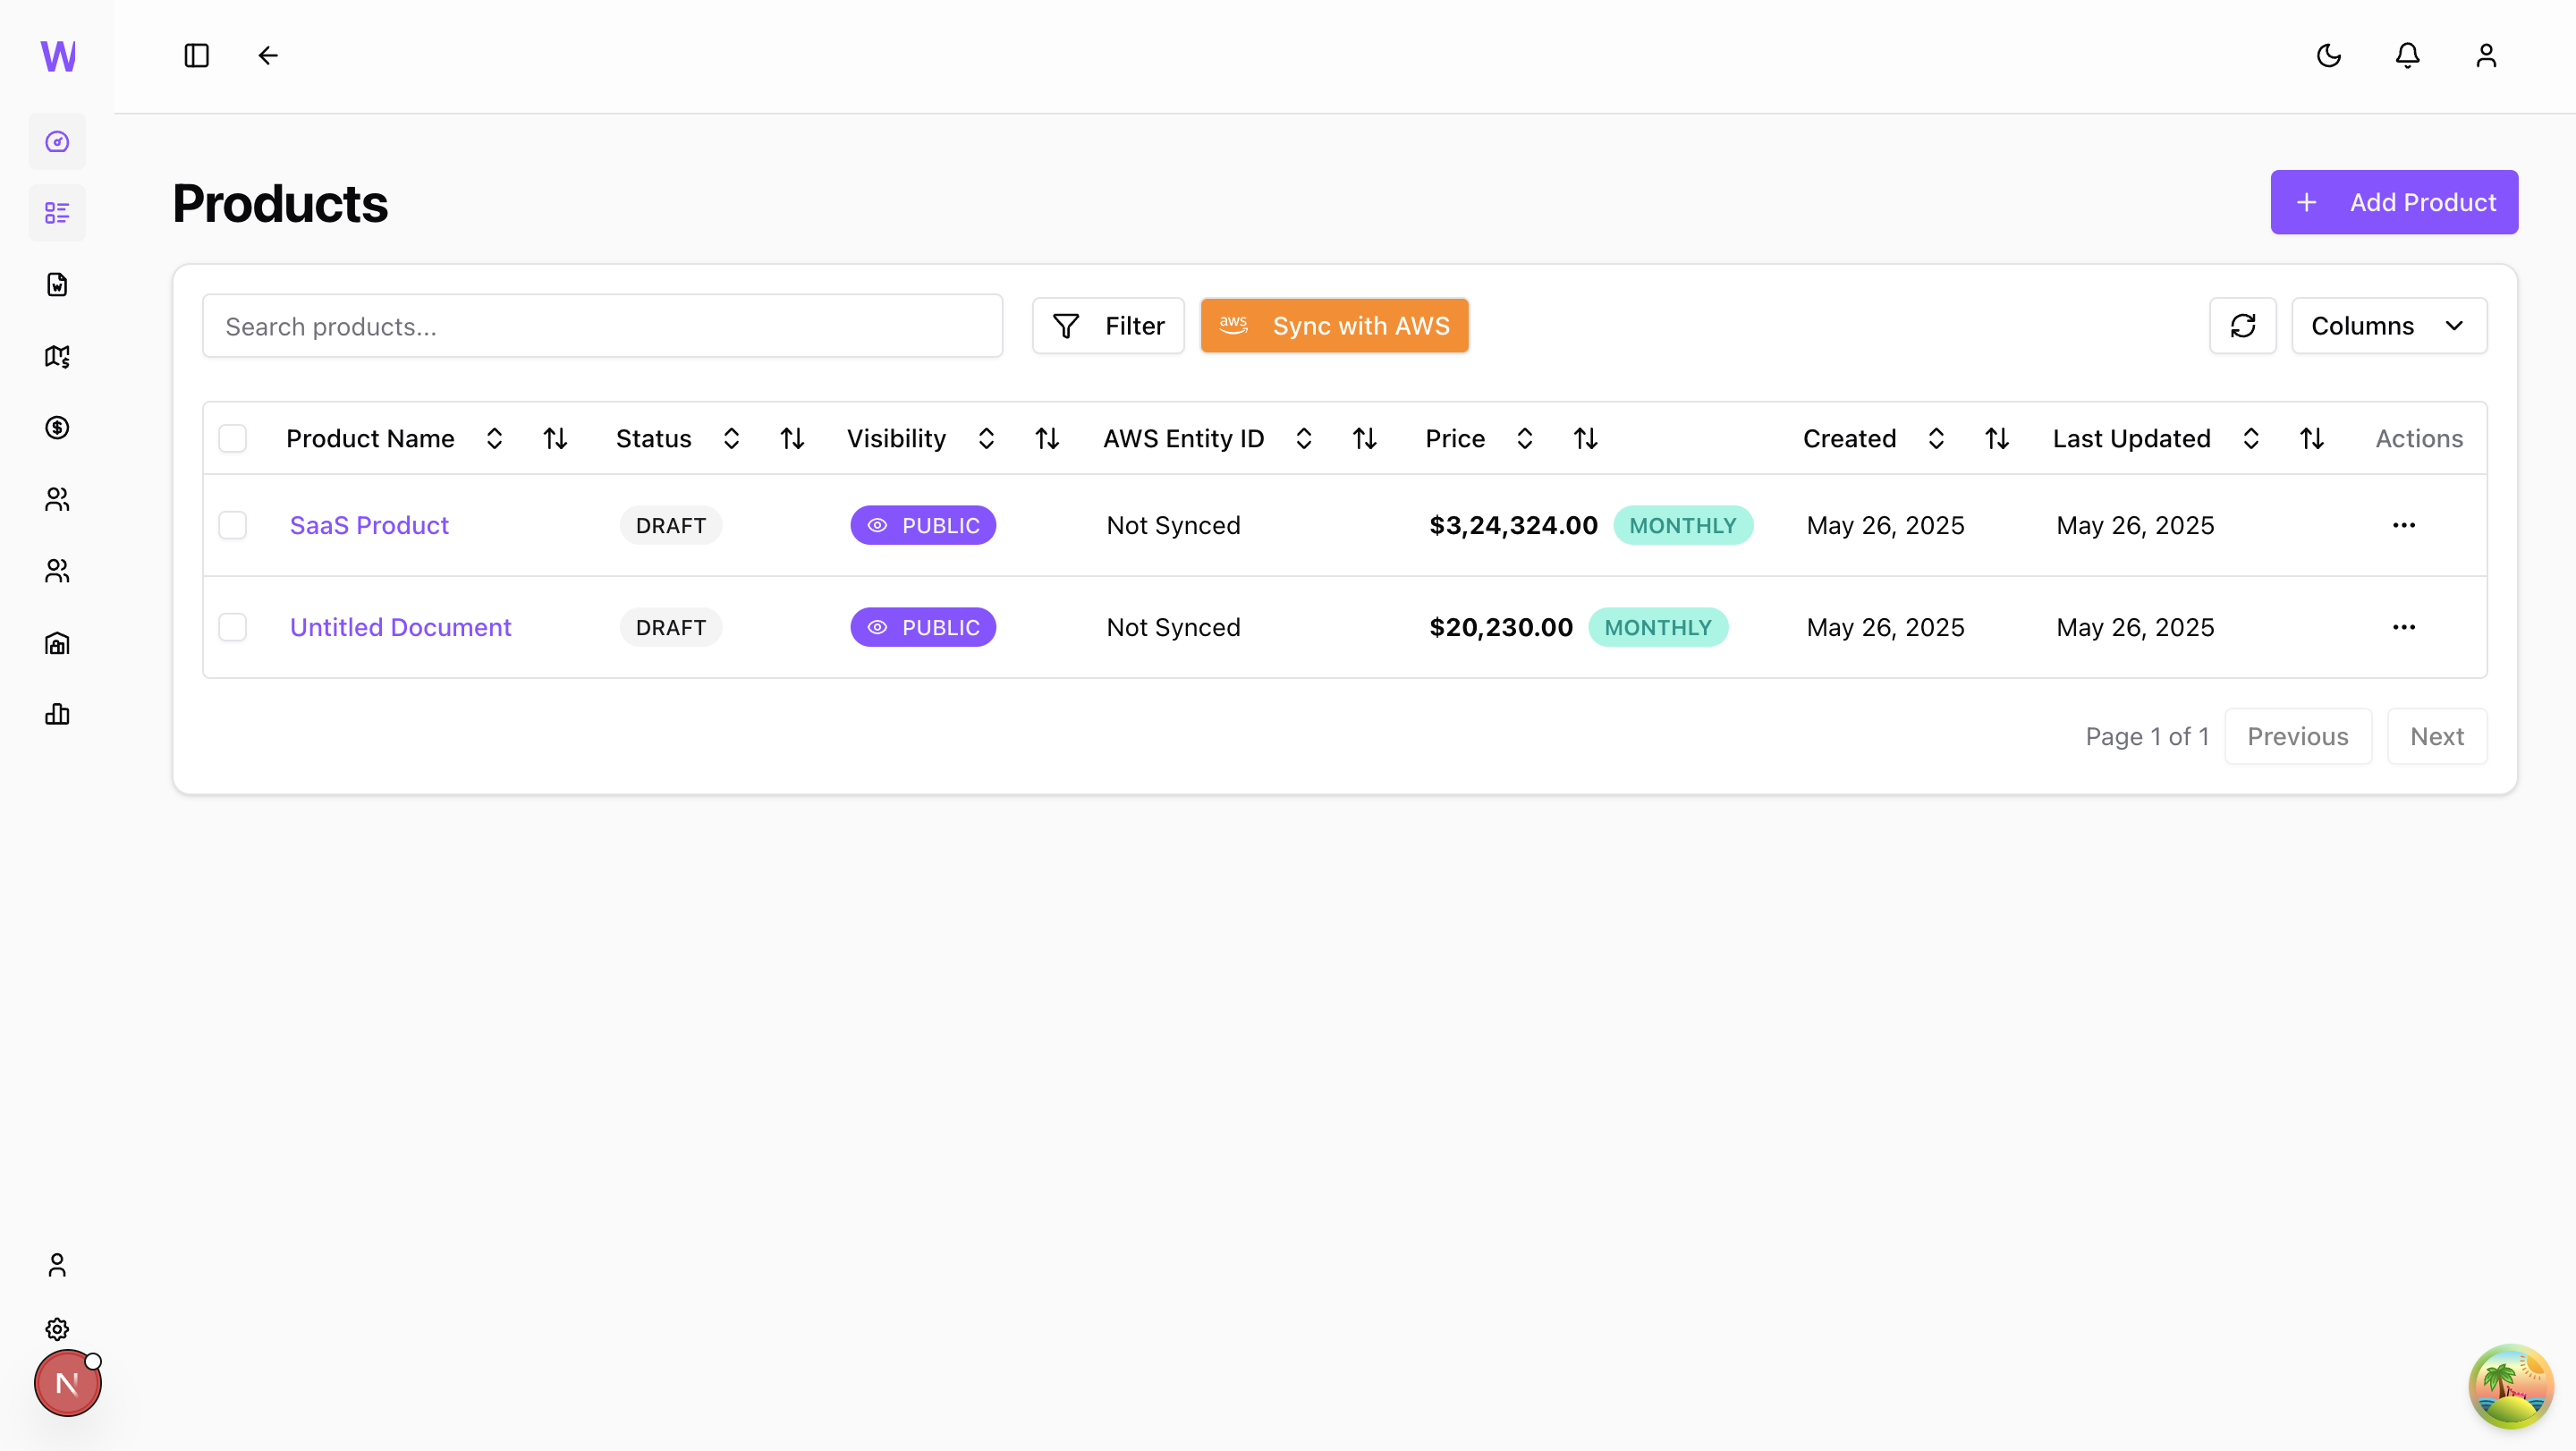 W
Products
+ Add Product
Search products...
Filter
aws Sync with AWS
Columns
Product Name Status Visibility AWS Entity ID Price Created Last Updated Actions
SaaS Product DRAFT PUBLIC Not Synced $3,24,324.00 MONTHLY May 26, 2025 May 26, 2025 ...
Untitled Document DRAFT PUBLIC Not Synced $20,230.00 MONTHLY May 26, 2025 May 26, 2025 ...
Page 1 of 1 Previous Next
N